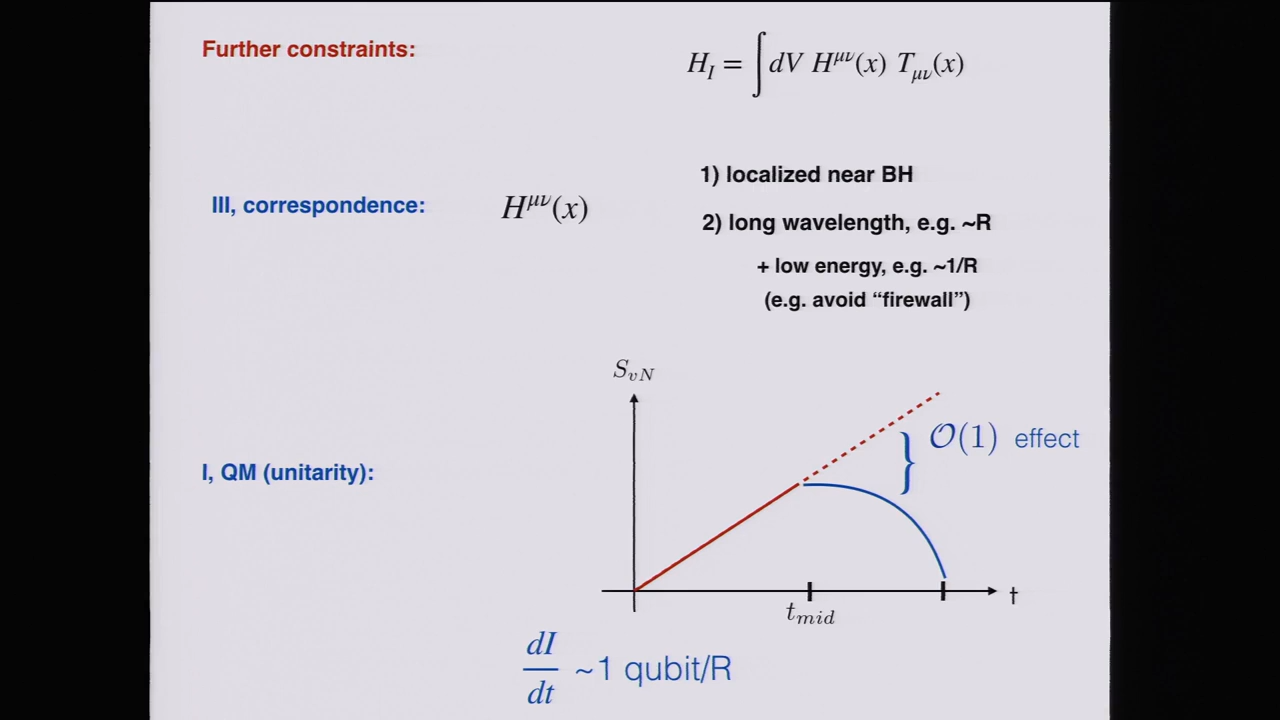 Further constraints:
H_I = ∫ dV H^{μν}(x) T_{μν}(x)
III, correspondence:
H^{μν}(x)
1) localized near BH
2) long wavelength, e.g. ~R
+ low energy, e.g. ~1/R
(e.g. avoid “firewall”)
I, QM (unitarity):
S_{vN}
} 𝒪(1) effect
t
t_{mid}
dI/dt ~1 qubit/R